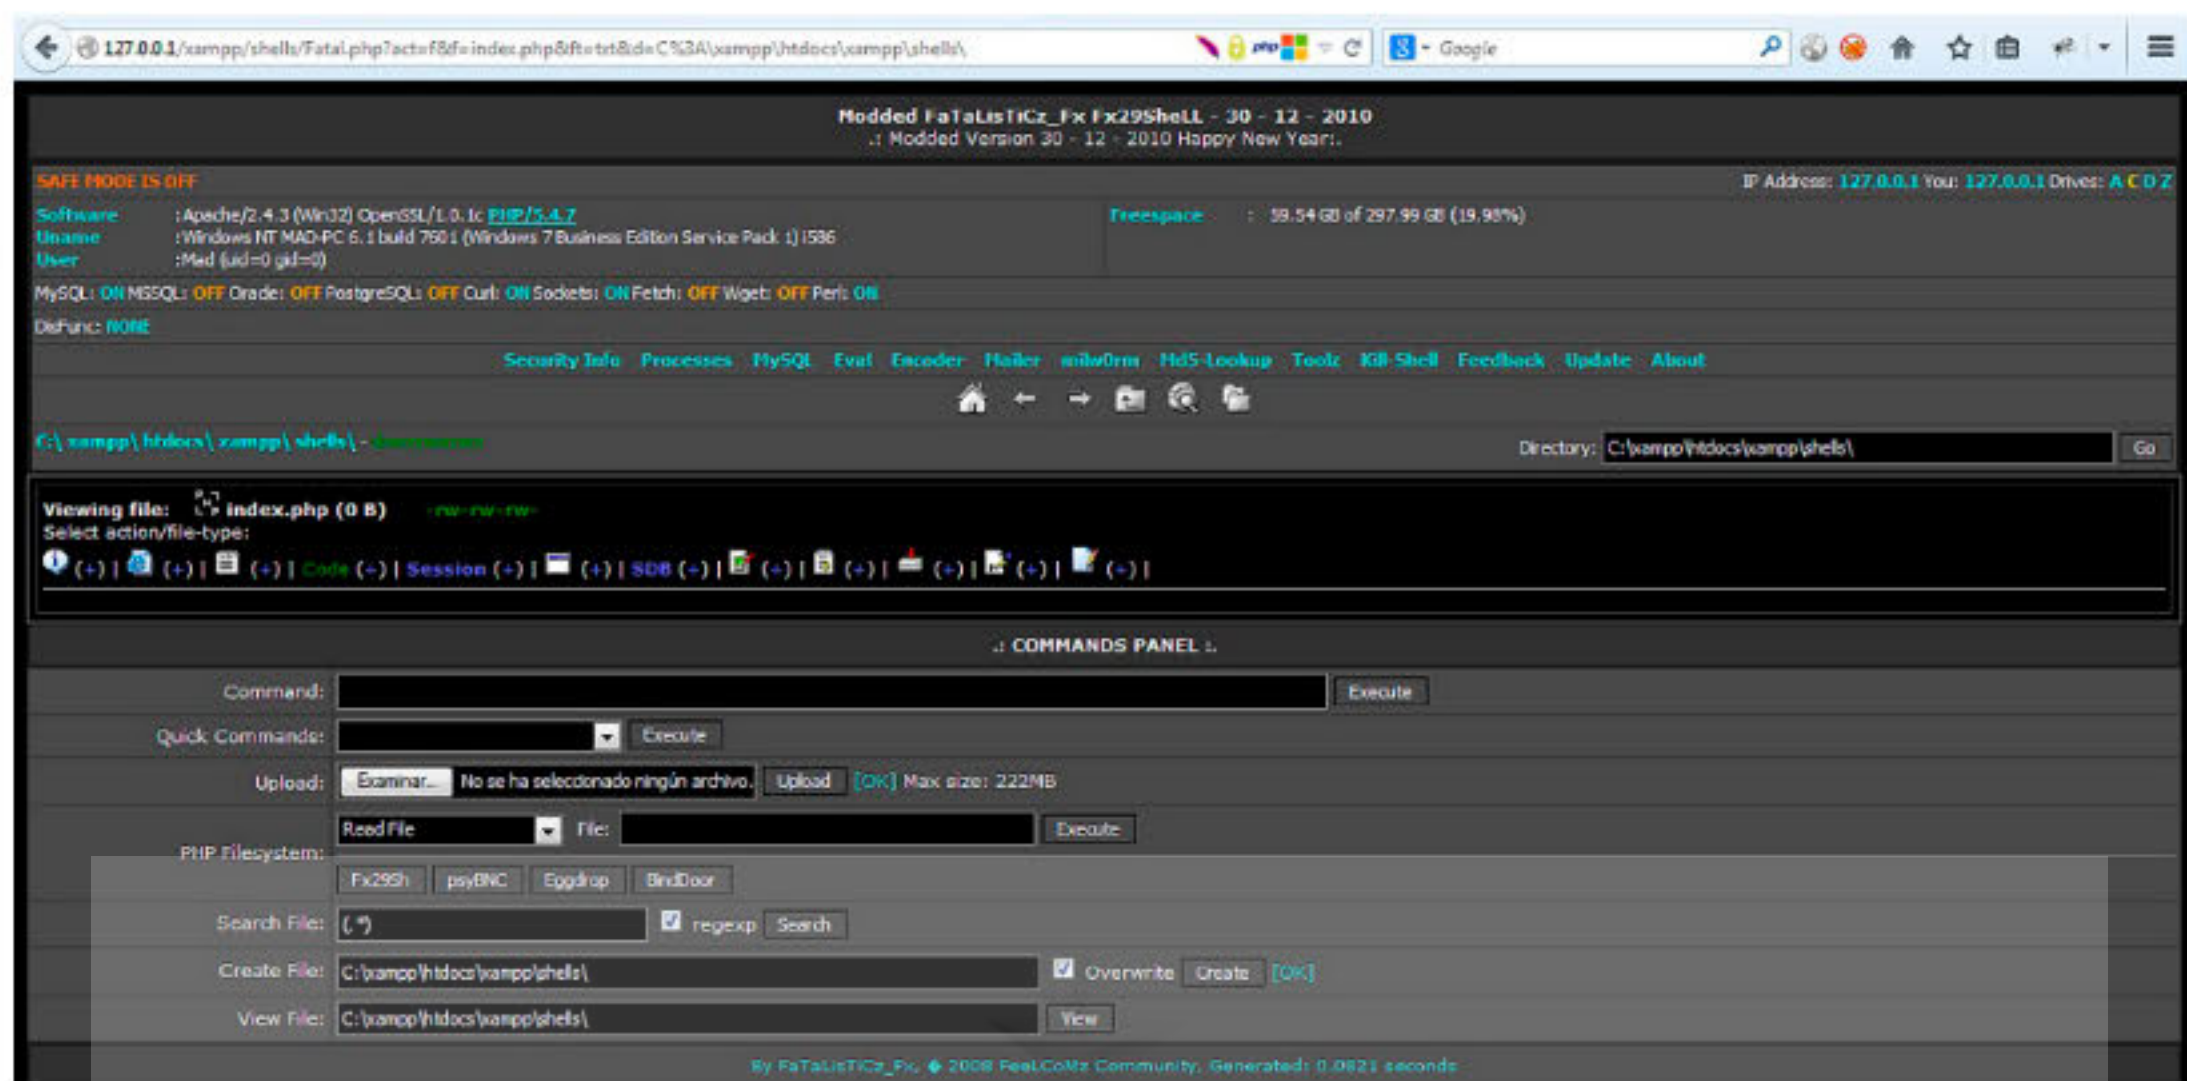 127.0.0.1/xampp/shells/Fatal.php?act=f&f=index.php&ft=txt&d=C%3A\xampp\htdocs\xampp\shells\
php
Google
Modded FaTaLisTiCz_Fx Fx29SheLL - 30 - 12 - 2010
.: Modded Version 30 - 12 - 2010 Happy New Year:.
SAFE MODE IS OFF
IP Address: 127.0.0.1 You: 127.0.0.1 Drives: A C D Z
Software : Apache/2.4.3 (Win32) OpenSSL/1.0.1c PHP/5.4.7
Freespace : 59.54 GB of 297.99 GB (19.98%)
Uname :Windows NT MAD-PC 6.1 build 7601 (Windows 7 Business Edition Service Pack 1) i586
User :Mad (uid=0 gid=0)
MySQL: ON MSSQL: OFF Oracle: OFF PostgreSQL: OFF Curl: ON Sockets: ON Fetch: OFF Wget: OFF Perl: ON
DisFunc: NONE
Security Info Processes MySQL Eval Encoder Mailer milw0rm Md5-Lookup Toolz Kill-Shell Feedback Update About
C:\ xampp\ htdocs\ xampp\ shells\ -
Directory: C:\xampp\htdocs\xampp\shells\ Go
Viewing file: index.php (0 B) -rw-rw-rw-
Select action/file-type:
(+) | (+) | (+) | Code (+) | Session (+) | (+) | SDB (+) | (+) | (+) | (+) | (+) | (+) |
.: COMMANDS PANEL :.
Command: Execute
Quick Commands: Execute
Upload: Examinar... No se ha seleccionado ningún archivo. Upload [OK] Max size: 222MB
PHP Filesystem: Read File File: Execute
Fx29Sh psyBNC Eggdrop BindDoor
Search File: (.*) regexp Search
Create File: C:\xampp\htdocs\xampp\shells\ Overwrite Create [OK]
View File: C:\xampp\htdocs\xampp\shells\ View
By FaTaLisTiCz_Fx, � 2008 FeeLCoMz Community, Generated: 0.0821 seconds